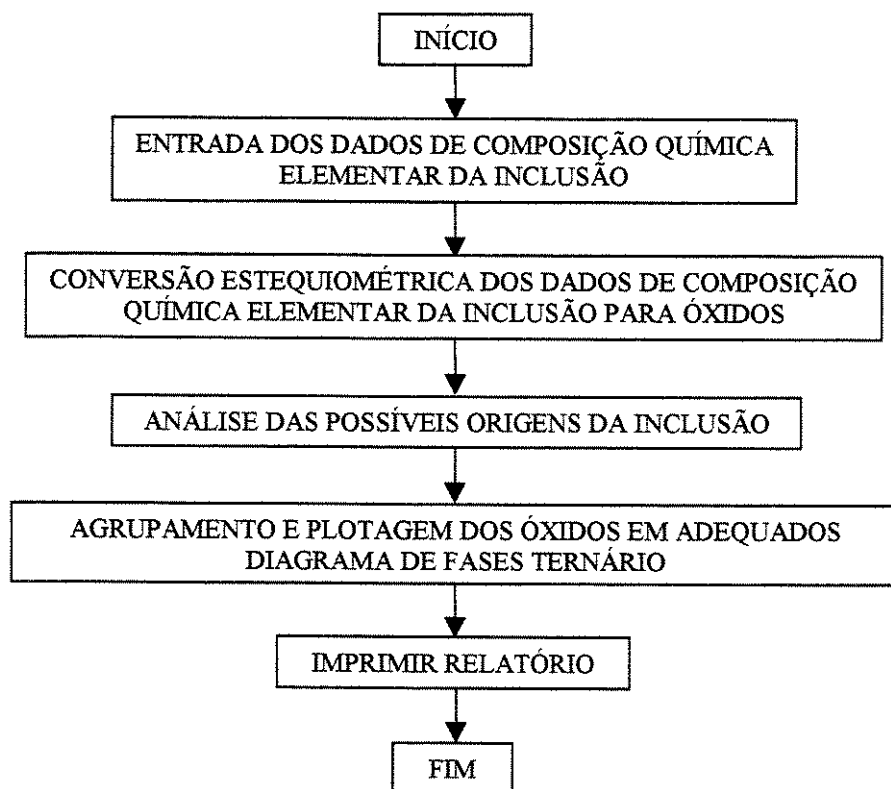 INÍCIO
ENTRADA DOS DADOS DE COMPOSIÇÃO QUÍMICA
ELEMENTAR DA INCLUSÃO
CONVERSÃO ESTEQUIOMÉTRICA DOS DADOS DE COMPOSIÇÃO
QUÍMICA ELEMENTAR DA INCLUSÃO PARA ÓXIDOS
ANÁLISE DAS POSSÍVEIS ORIGENS DA INCLUSÃO
AGRUPAMENTO E PLOTAGEM DOS ÓXIDOS EM ADEQUADOS
DIAGRAMA DE FASES TERNÁRIO
IMPRIMIR RELATÓRIO
FIM